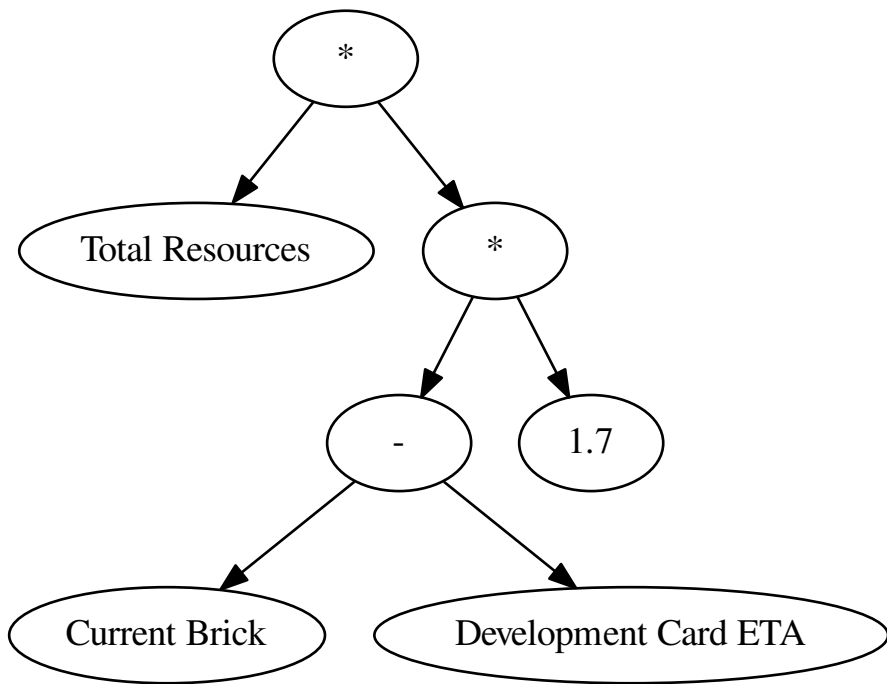 *
Total Resources
*
-
1.7
Current Brick
Development Card ETA